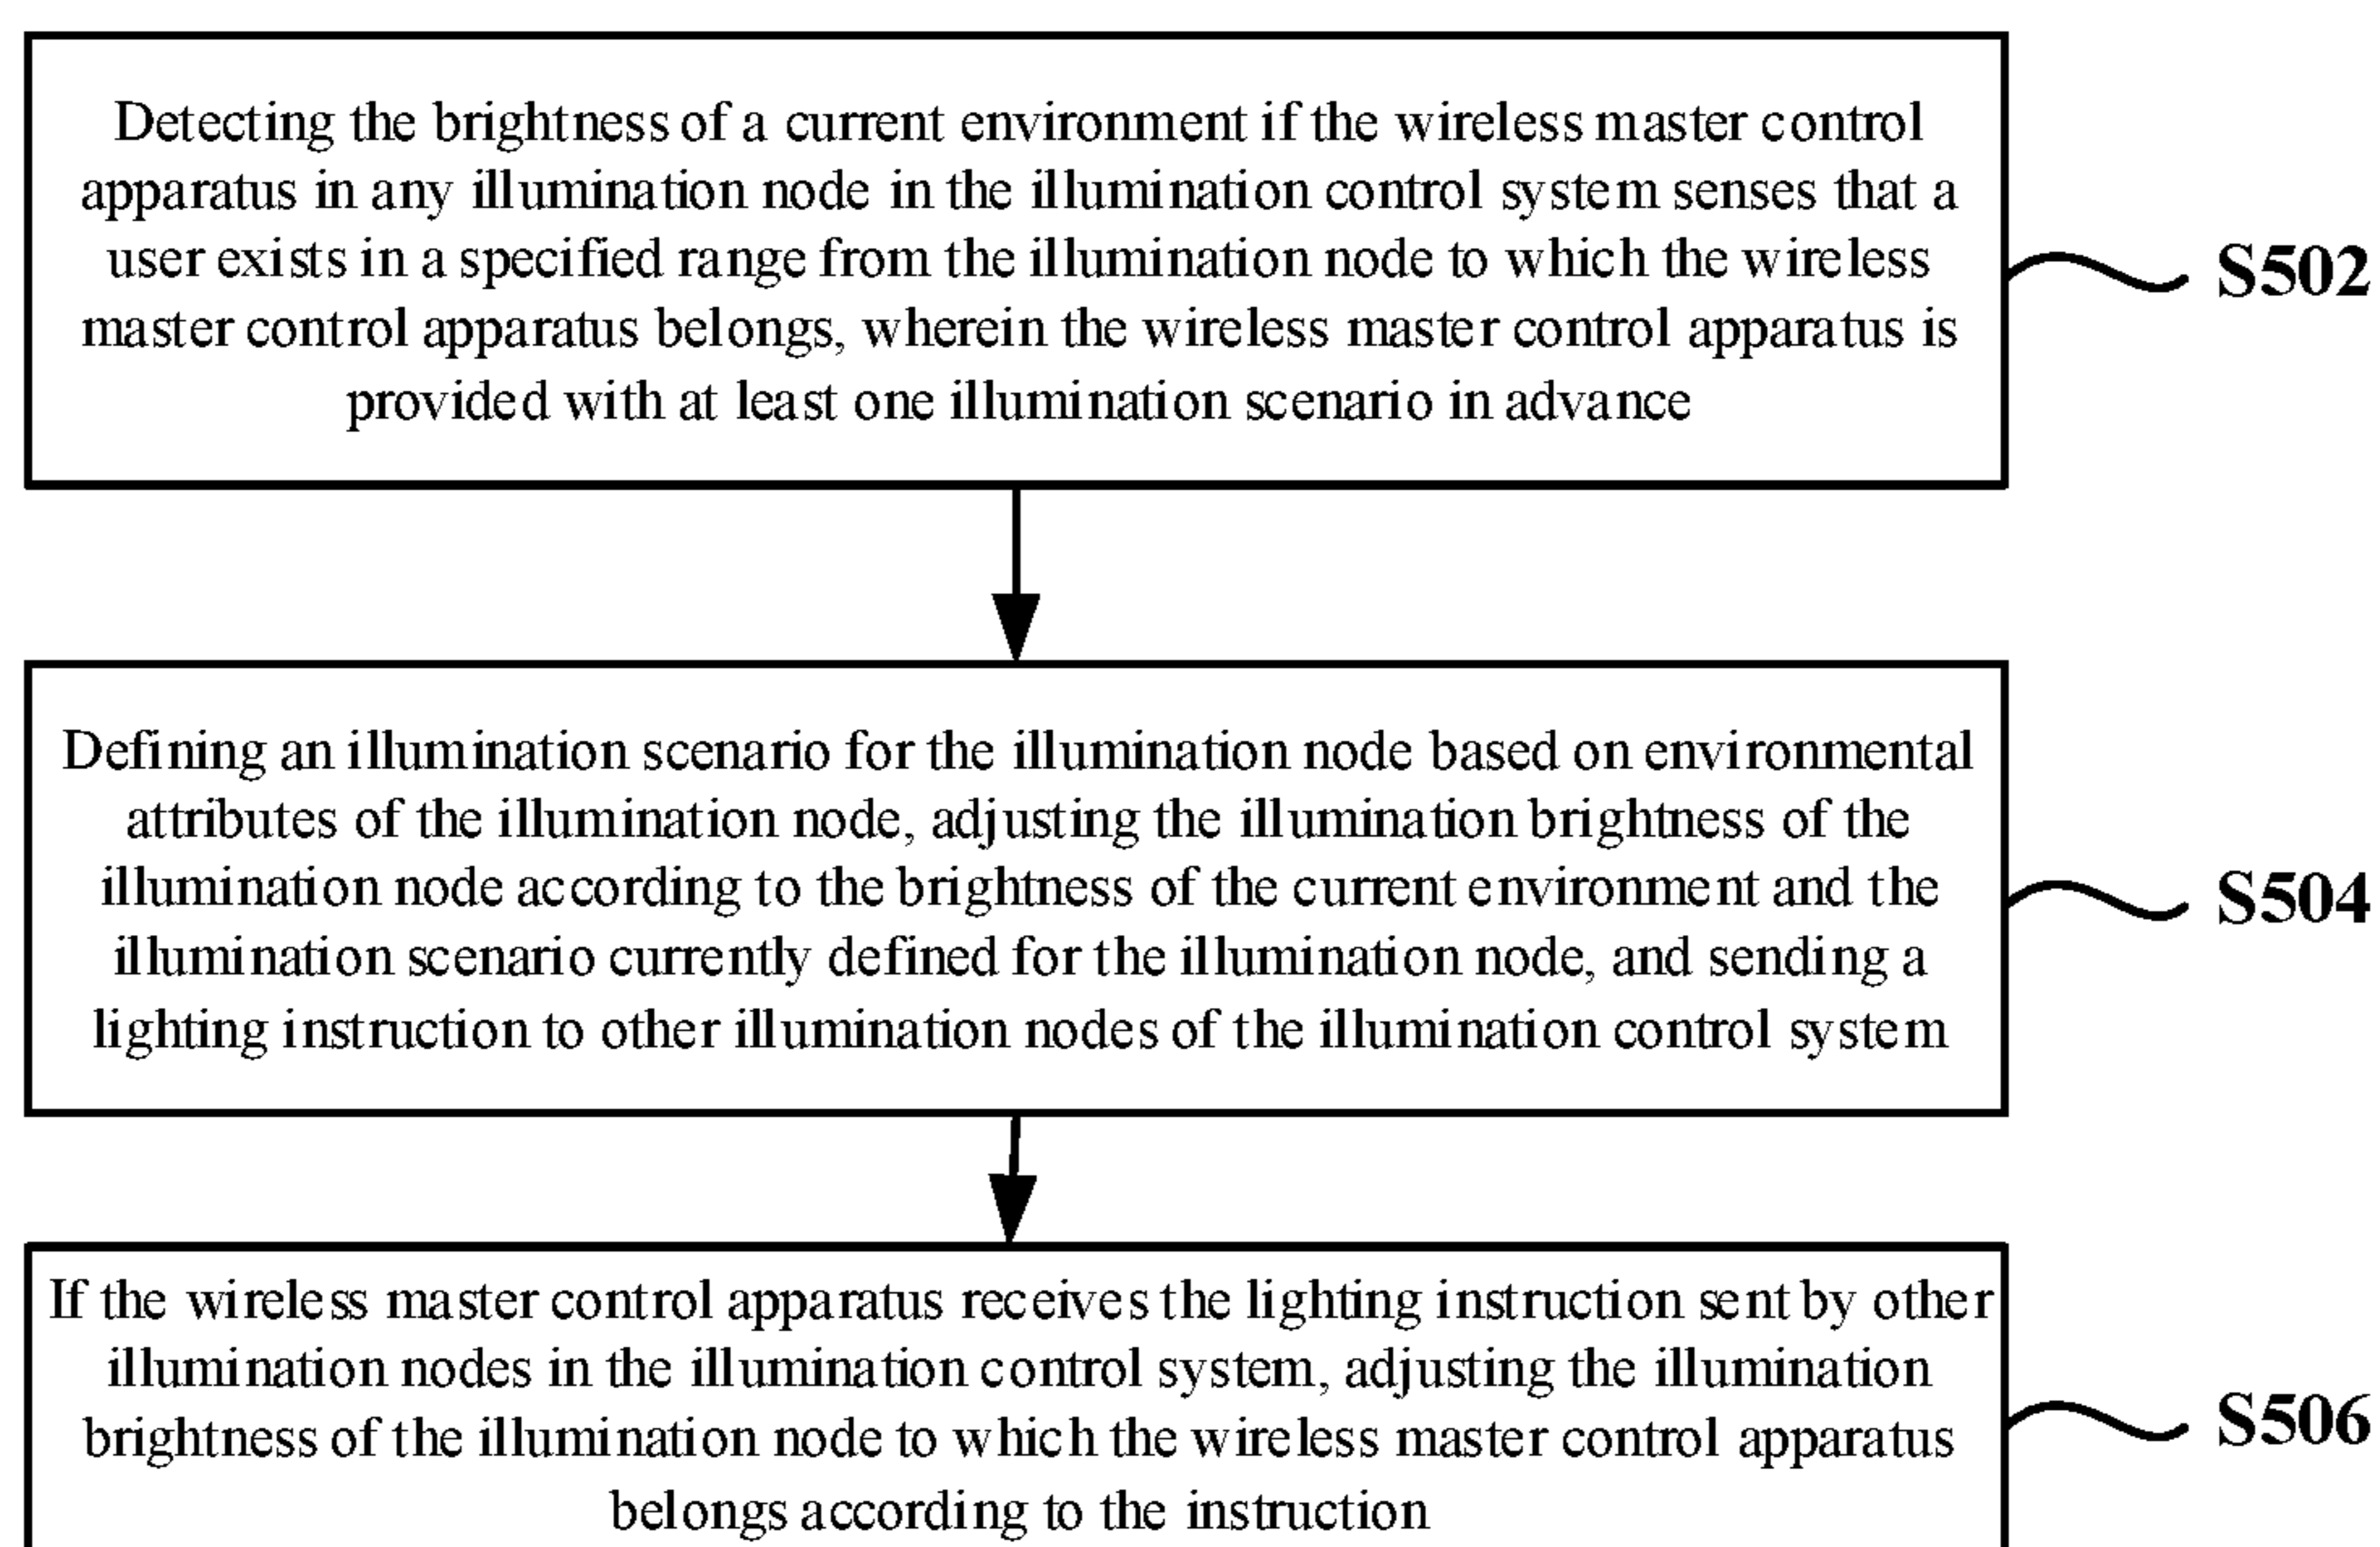 Detecting the brightness of a current environment if the wireless master control
apparatus in any illumination node in the illumination control system senses that a
user exists in a specified range from the illumination node to which the wireless
master control apparatus belongs, wherein the wireless master control apparatus is
provided with at least one illumination scenario in advance
S502
Defining an illumination scenario for the illumination node based on environmental
attributes of the illumination node, adjusting the illumination brightness of the
illumination node according to the brightness of the current environment and the
illumination scenario currently defined for the illumination node, and sending a
lighting instruction to other illumination nodes of the illumination control system
S504
If the wireless master control apparatus receives the lighting instruction sent by other
illumination nodes in the illumination control system, adjusting the illumination
brightness of the illumination node to which the wireless master control apparatus
belongs according to the instruction
S506